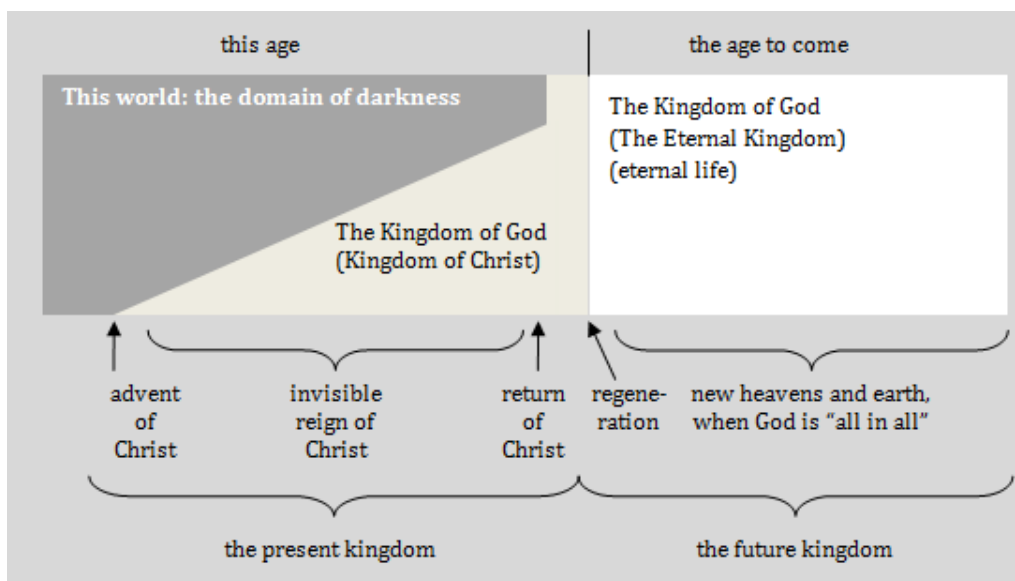 this age
the age to come
This world: the domain of darkness
The Kingdom of God
(The Eternal Kingdom)
(eternal life)
The Kingdom of God
(Kingdom of Christ)
advent
of
Christ
invisible
reign of
Christ
return
of
Christ
regene-
ration
new heavens and earth,
when God is “all in all”
the present kingdom
the future kingdom